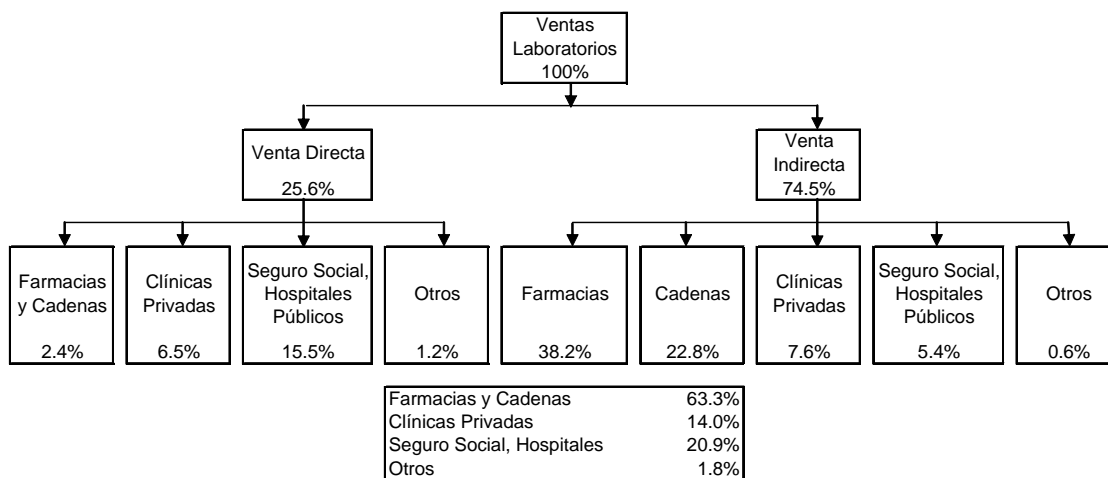 Ventas
Laboratorios
100%
Venta Directa
25.6%
Venta
Indirecta
74.5%
Farmacias
y Cadenas
2.4%
Clínicas
Privadas
6.5%
Seguro Social,
Hospitales
Públicos
15.5%
Otros
1.2%
Farmacias
38.2%
Cadenas
22.8%
Clínicas
Privadas
7.6%
Seguro Social,
Hospitales
Públicos
5.4%
Otros
0.6%
Farmacias y Cadenas 63.3%
Clínicas Privadas 14.0%
Seguro Social, Hospitales 20.9%
Otros 1.8%